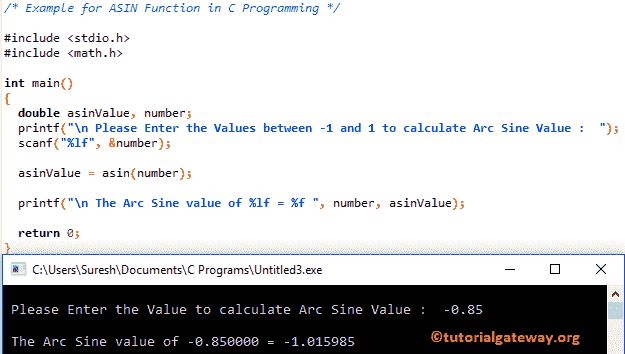 /* Example for ASIN Function in C Programming */
#include <stdio.h>
#include <math.h>
int main()
{
double asinValue, number;
printf("\n Please Enter the Values between -1 and 1 to calculate Arc Sine Value :  ");
scanf("%lf", &number);
asinValue = asin(number);
printf("\n The Arc Sine value of %lf = %f ", number, asinValue);
return 0;
}
C:\Users\Suresh\Documents\C Programs\Untitled3.exe
Please Enter the Value to calculate Arc Sine Value :  -0.85
The Arc Sine value of -0.850000 = -1.015985
©tutorialgateway.org